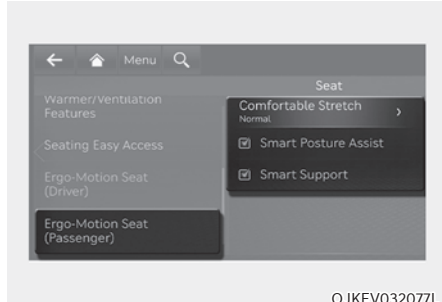 Menu
Seat
Warmer/Ventilation
Features
Seating Easy Access
Ergo-Motion Seat
(Driver)
Ergo-Motion Seat
(Passenger)
Comfortable Stretch
Normal
Smart Posture Assist
Smart Support
OJKEV032077L